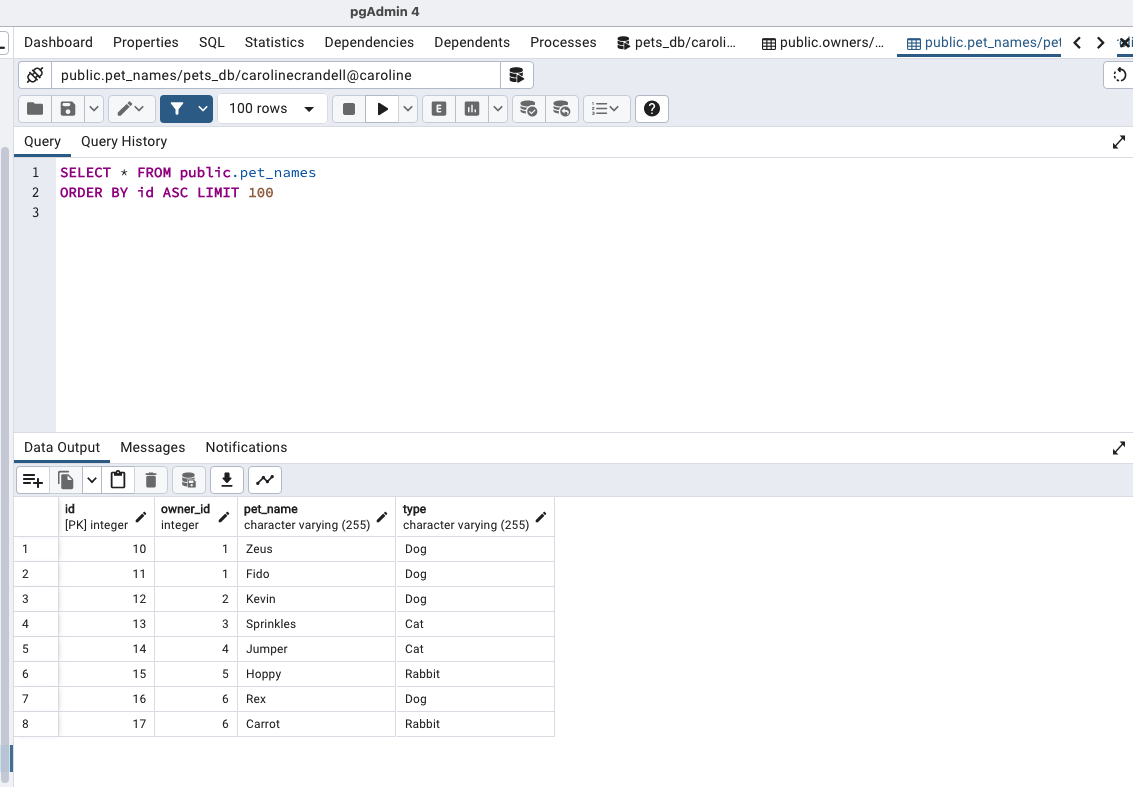 pgAdmin 4
Dashboard Properties SQL Statistics Dependencies Dependents Processes pets_db/caroli... public.owners/... public.pet_names/pet
public.pet_names/pets_db/carolinecrandell@caroline
100 rows E
Query Query History
1 SELECT * FROM public.pet_names
2 ORDER BY id ASC LIMIT 100
3
Data Output Messages Notifications
id owner_id pet_name type
[PK] integer integer character varying (255) character varying (255)
1 10 1 Zeus Dog
2 11 1 Fido Dog
3 12 2 Kevin Dog
4 13 3 Sprinkles Cat
5 14 4 Jumper Cat
6 15 5 Hoppy Rabbit
7 16 6 Rex Dog
8 17 6 Carrot Rabbit